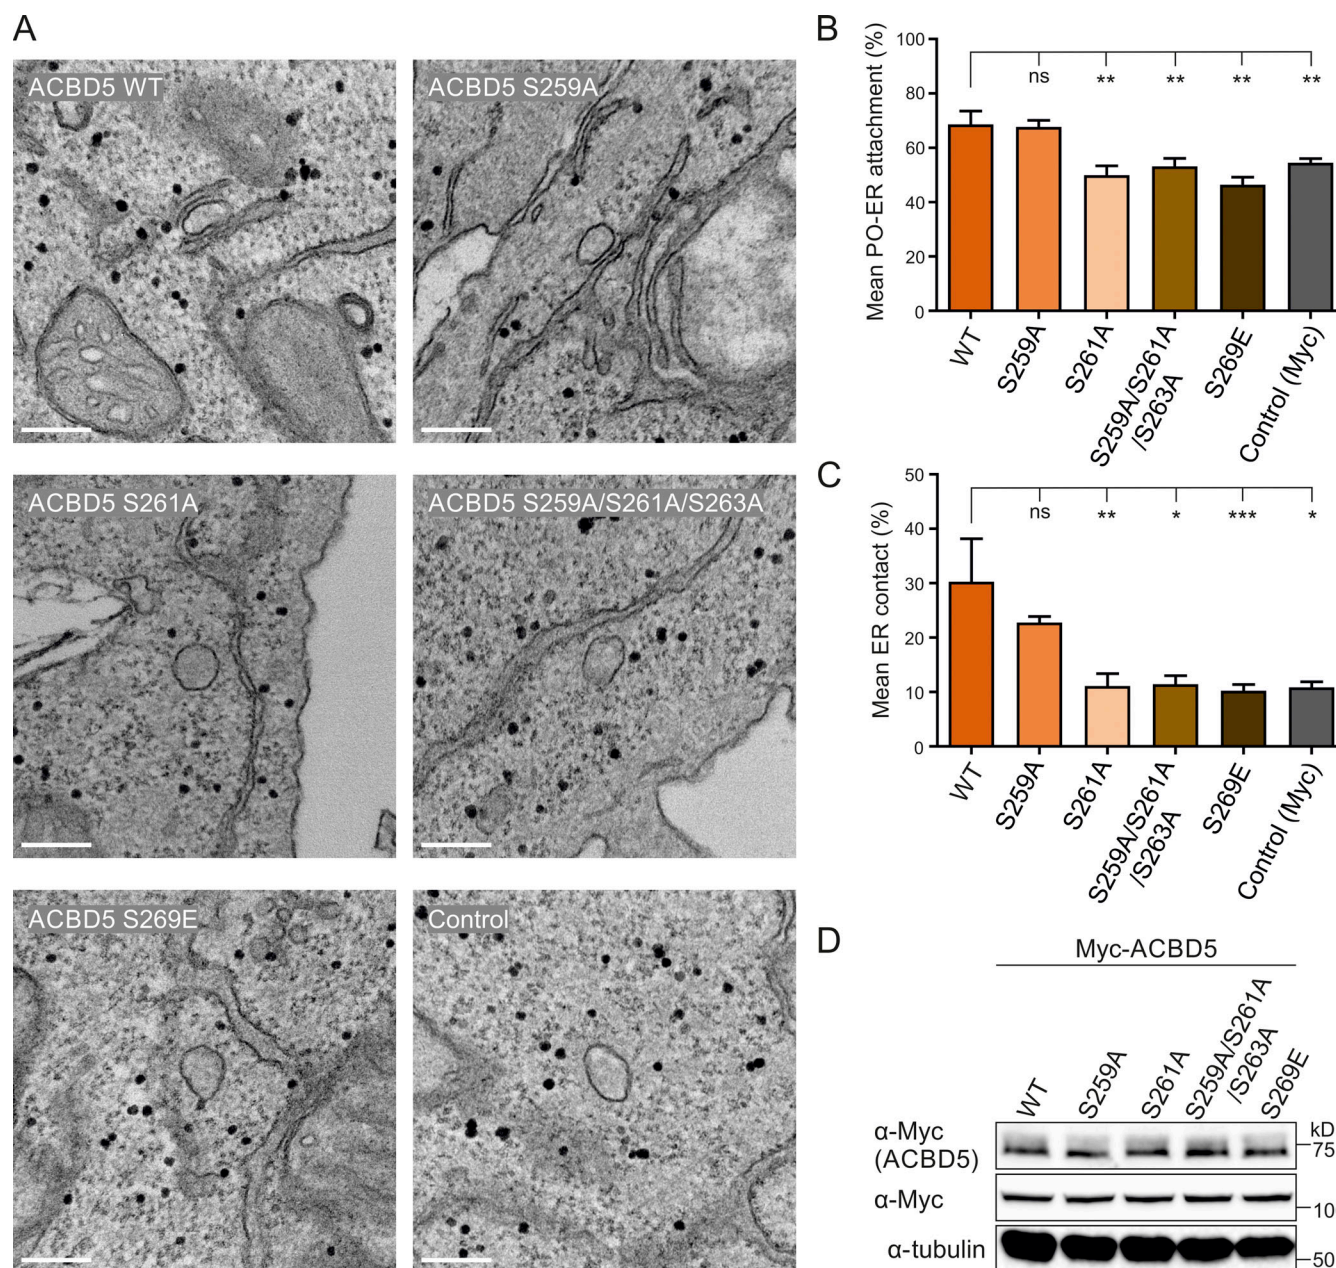 A
ACBD5 WT
ACBD5 S259A
ACBD5 S261A
ACBD5 S259A/S261A/S263A
ACBD5 S269E
Control
B
Mean PO-ER attachment (%)
100
80
60
40
20
0
ns
**
**
**
**
WT
S259A
S261A
S259A/S261A
/S263A
S269E
Control (Myc)
C
Mean ER contact (%)
50
40
30
20
10
0
ns
**
*
***
*
WT
S259A
S261A
S259A/S261A
/S263A
S269E
Control (Myc)
D
Myc-ACBD5
WT
S259A
S261A
S259A/S261A
/S263A
S269E
kD
α-Myc
(ACBD5)
75
α-Myc
10
α-tubulin
50